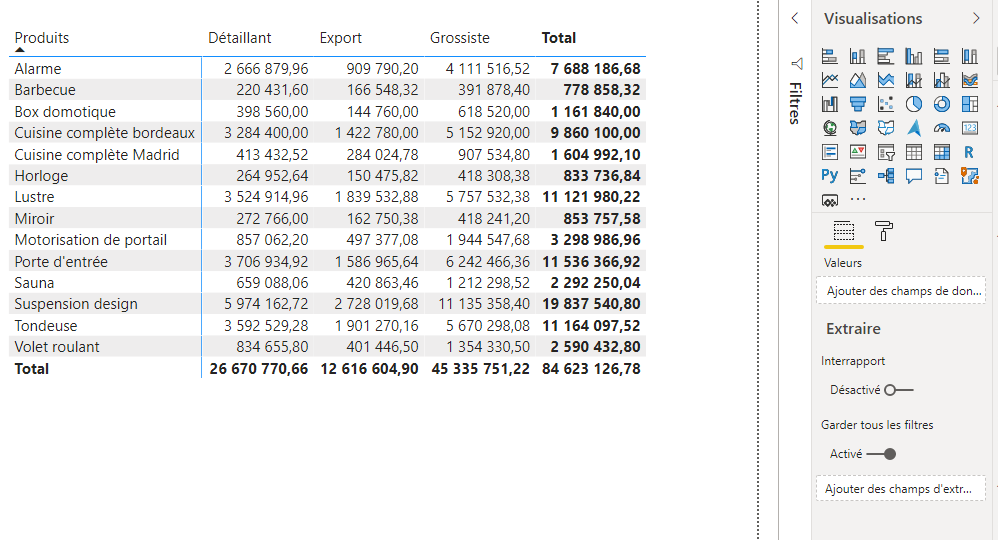 Produits Détaillant Export Grossiste Total
Alarme 2 666 879,96 909 790,20 4 111 516,52 7 688 186,68
Barbecue 220 431,60 166 548,32 391 878,40 778 858,32
Box domotique 398 560,00 144 760,00 618 520,00 1 161 840,00
Cuisine complète bordeaux 3 284 400,00 1 422 780,00 5 152 920,00 9 860 100,00
Cuisine complète Madrid 413 432,52 284 024,78 907 534,80 1 604 992,10
Horloge 264 952,64 150 475,82 418 308,38 833 736,84
Lustre 3 524 914,96 1 839 532,88 5 757 532,38 11 121 980,22
Miroir 272 766,00 162 750,38 418 241,20 853 757,58
Motorisation de portail 857 062,20 497 377,08 1 944 547,68 3 298 986,96
Porte d'entrée 3 706 934,92 1 586 965,64 6 242 466,36 11 536 366,92
Sauna 659 088,06 420 863,46 1 212 298,52 2 292 250,04
Suspension design 5 974 162,72 2 728 019,68 11 135 358,40 19 837 540,80
Tondeuse 3 592 529,28 1 901 270,16 5 670 298,08 11 164 097,52
Volet roulant 834 655,80 401 446,50 1 354 330,50 2 590 432,80
Total 26 670 770,66 12 616 604,90 45 335 751,22 84 623 126,78
Filtres
Visualisations
123
R
Py
Valeurs
Ajouter des champs de don...
Extraire
Interrapport
Désactivé
Garder tous les filtres
Activé
Ajouter des champs d'extr...